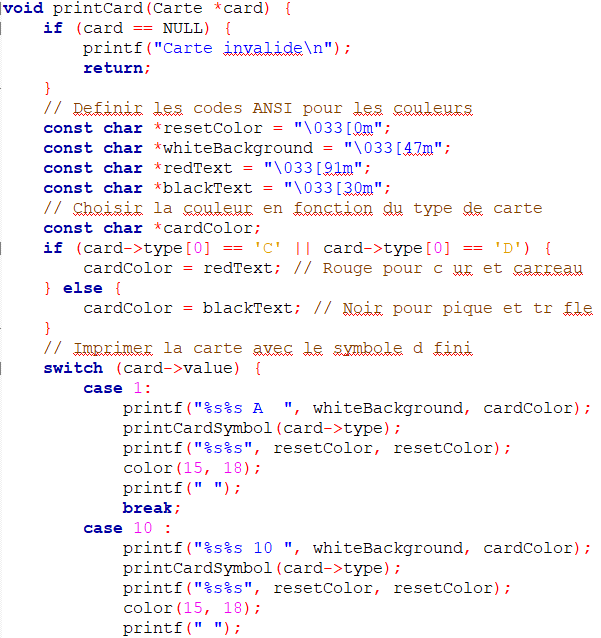 void printCard(Carte *card) {
    if (card == NULL) {
        printf("Carte invalide\n");
        return;
    }
    // Definir les codes ANSI pour les couleurs
    const char *resetColor = "\033[0m";
    const char *whiteBackground = "\033[47m";
    const char *redText = "\033[91m";
    const char *blackText = "\033[30m";
    // Choisir la couleur en fonction du type de carte
    const char *cardColor;
    if (card->type[0] == 'C' || card->type[0] == 'D') {
        cardColor = redText; // Rouge pour c ur et carreau
    } else {
        cardColor = blackText; // Noir pour pique et tr fle
    }
    // Imprimer la carte avec le symbole d fini
    switch (card->value) {
        case 1:
            printf("%s%s A  ", whiteBackground, cardColor);
            printCardSymbol(card->type);
            printf("%s%s", resetColor, resetColor);
            color(15, 18);
            printf(" ");
            break;
        case 10 :
            printf("%s%s 10 ", whiteBackground, cardColor);
            printCardSymbol(card->type);
            printf("%s%s", resetColor, resetColor);
            color(15, 18);
            printf(" ");